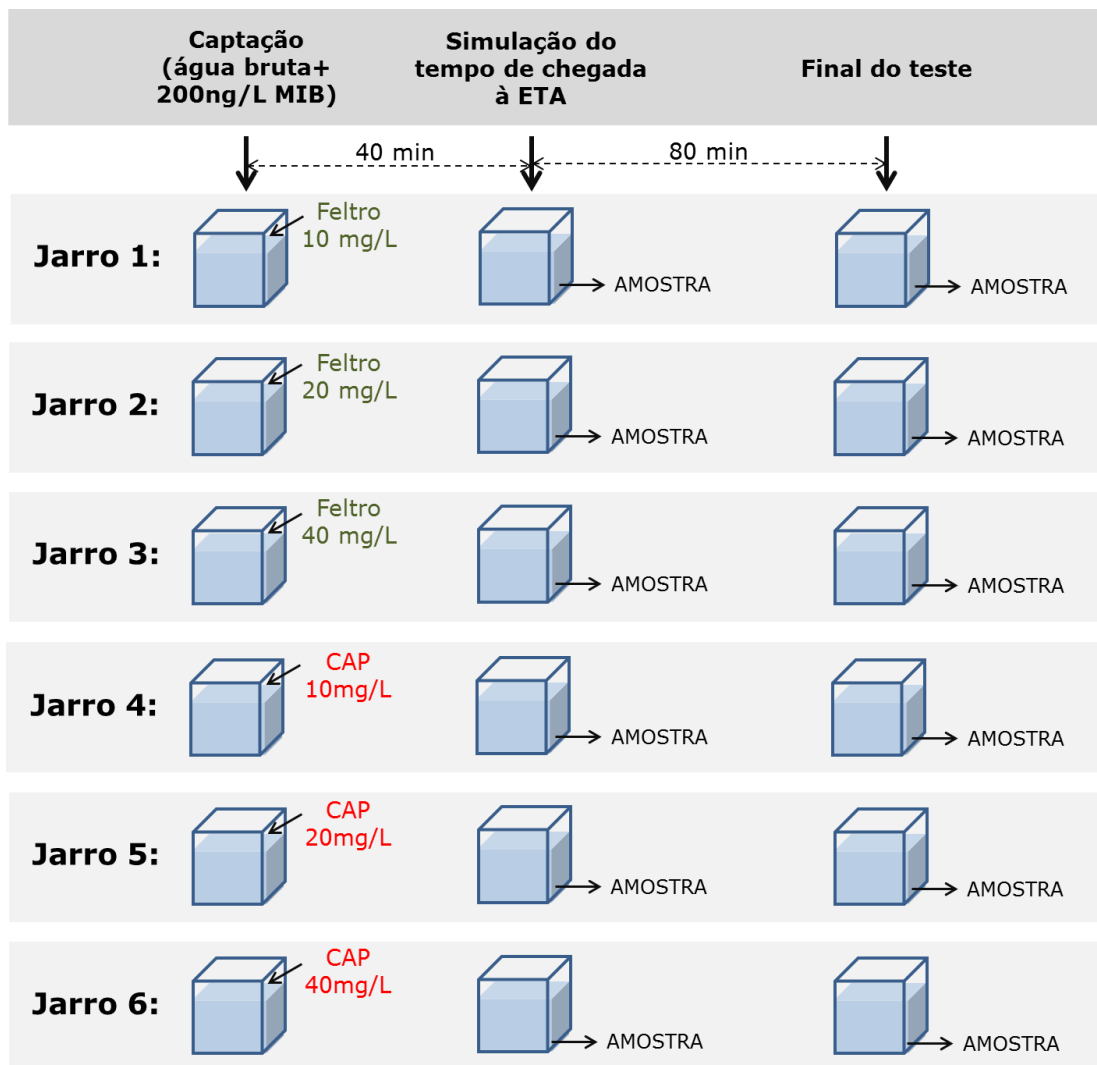 Captação
(água bruta+
200ng/L MIB)
Simulação do
tempo de chegada
à ETA
Final do teste
40 min
80 min
Jarro 1:
Feltro
10 mg/L
AMOSTRA
AMOSTRA
Jarro 2:
Feltro
20 mg/L
AMOSTRA
AMOSTRA
Jarro 3:
Feltro
40 mg/L
AMOSTRA
AMOSTRA
Jarro 4:
CAP
10mg/L
AMOSTRA
AMOSTRA
Jarro 5:
CAP
20mg/L
AMOSTRA
AMOSTRA
Jarro 6:
CAP
40mg/L
AMOSTRA
AMOSTRA